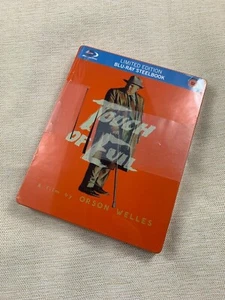 LIMITED EDITION
BLU-RAY STEELBOOK
TOUCH
OF EVIL
a film by ORSON WELLES